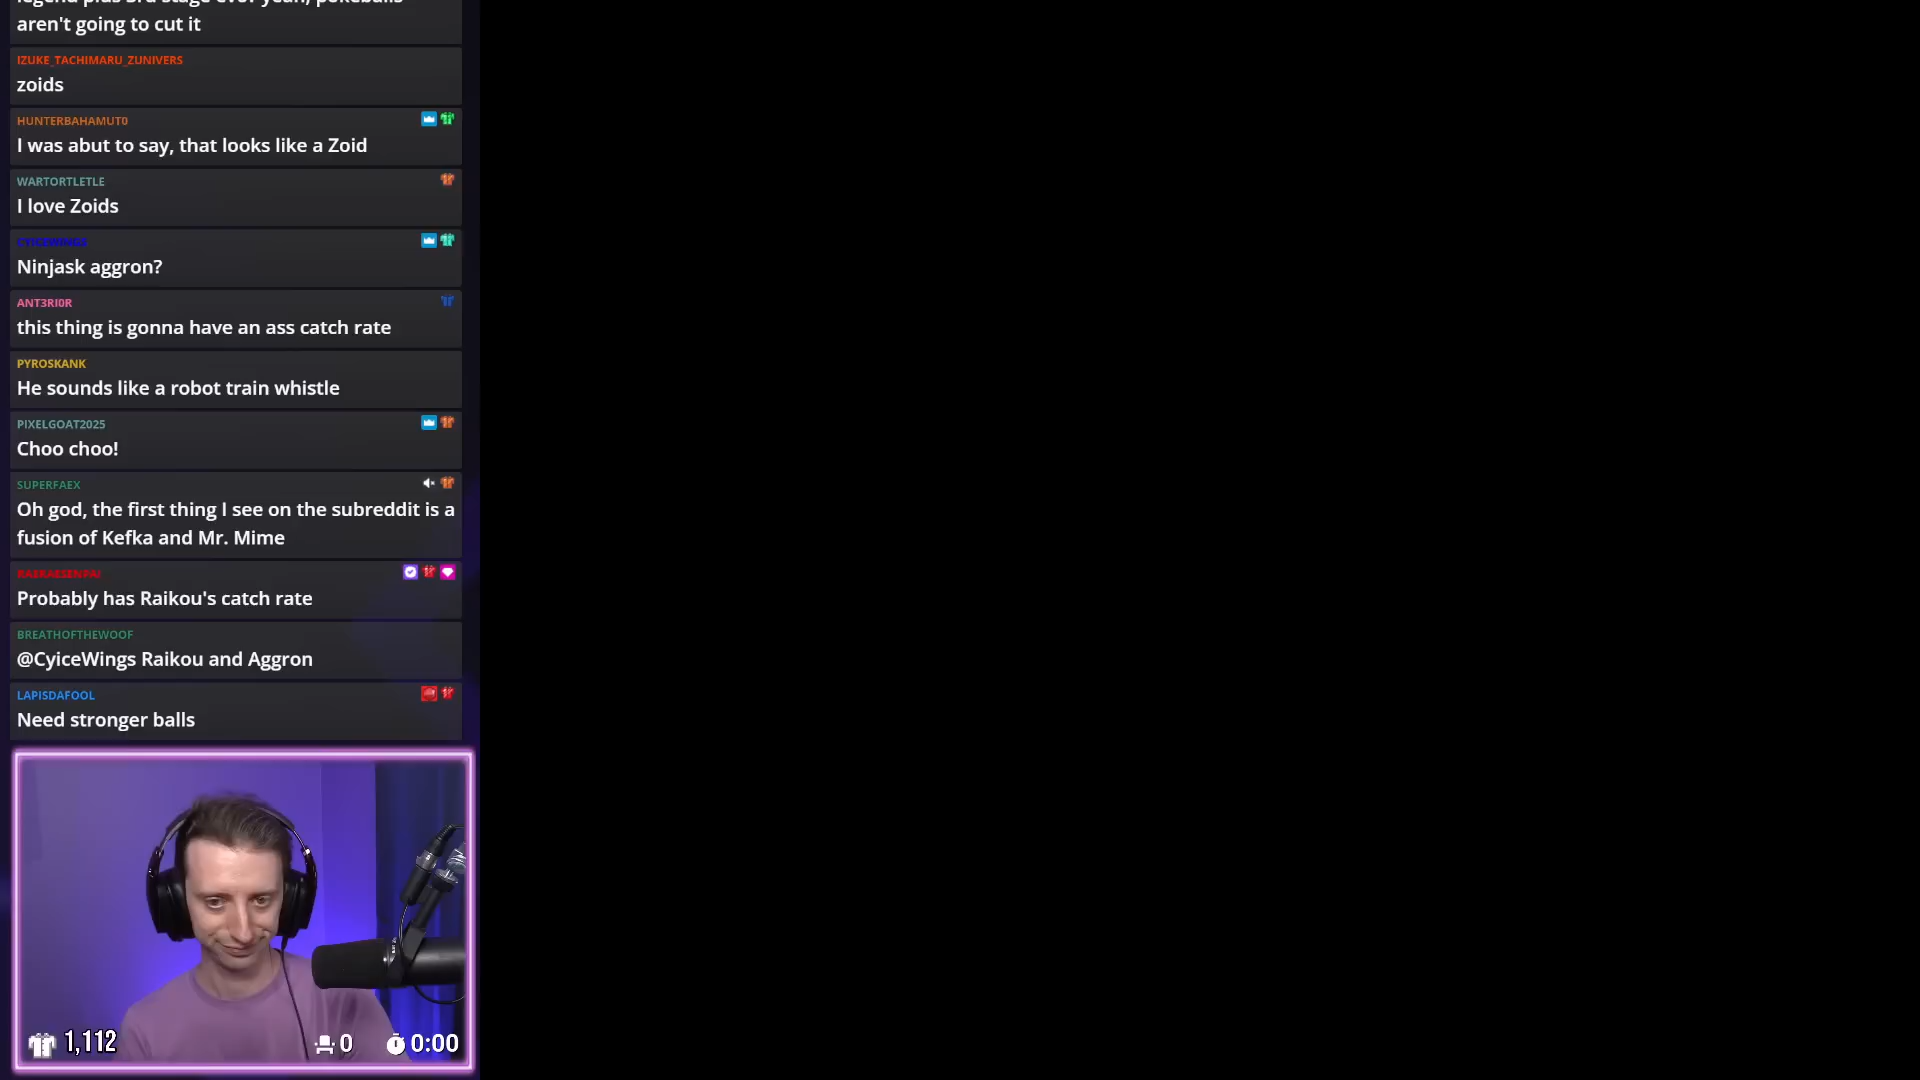 aren't going to cut it
IZUKE_TACHIMARU_ZUNIVERS
zoids
HUNTERBAHAMUT0
I was abut to say, that looks like a Zoid
WARTORTLETLE
I love Zoids
CYICEWINGS
Ninjask aggron?
ANT3RI0R
this thing is gonna have an ass catch rate
PYROSKANK
He sounds like a robot train whistle
PIXELGOAT2025
Choo choo!
SUPERFAEX
Oh god, the first thing I see on the subreddit is a
fusion of Kefka and Mr. Mime
Probably has Raikou's catch rate
BREATHOFTHEWOOF
@CyiceWings Raikou and Aggron
LAPISDAFOOL
Need stronger balls
1,112
0
0:00